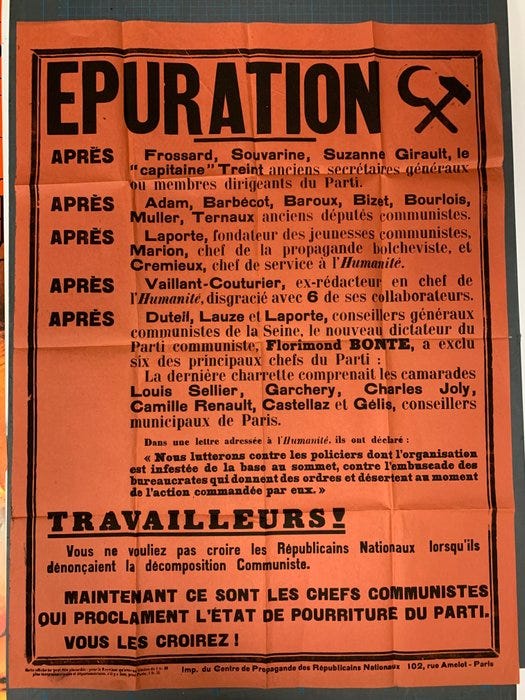 EPURATION
APRÈS Frossard, Souvarine, Suzanne Girault, le
"capitaine" Treint anciens secrétaires généraux
ou membres dirigeants du Parti.
APRÈS Adam, Barbécot, Baroux, Bizet, Bourlois,
Muller, Ternaux anciens députés communistes.
APRÈS Laporte, fondateur des jeunesses communistes,
Marion, chef de la propagande bolcheviste, et
Cremieux, chef de service à l'Humanité.
APRÈS Vaillant-Couturier, ex-rédacteur en chef de
l'Humanité, disgracié avec 6 de ses collaborateurs.
APRÈS Duteil, Lauze et Laporte, conseillers généraux
communistes de la Seine, le nouveau dictateur du
Parti communiste, Florimond BONTE, a exclu
six des principaux chefs du Parti :
La dernière charrette comprenait les camarades
Louis Sellier, Garchery, Charles Joly,
Camille Renault, Castellaz et Gélis, conseillers
municipaux de Paris.
Dans une lettre adressée à l'Humanité, ils ont déclaré :
« Nous lutterons contre les policiers dont l'organisation
est infestée de la base au sommet, contre l'embuscade des
bureaucrates qui donnent des ordres et désertent au moment
de l'action commandée par eux. »
TRAVAILLEURS!
Vous ne vouliez pas croire les Républicains Nationaux lorsqu'ils
dénonçaient la décomposition Communiste.
MAINTENANT CE SONT LES CHEFS COMMUNISTES
QUI PROCLAMENT L'ÉTAT DE POURRITURE DU PARTI.
VOUS LES CROIREZ !
Imp. du Centre de Propagande des Républicains Nationaux 102, rue Amelot - Paris